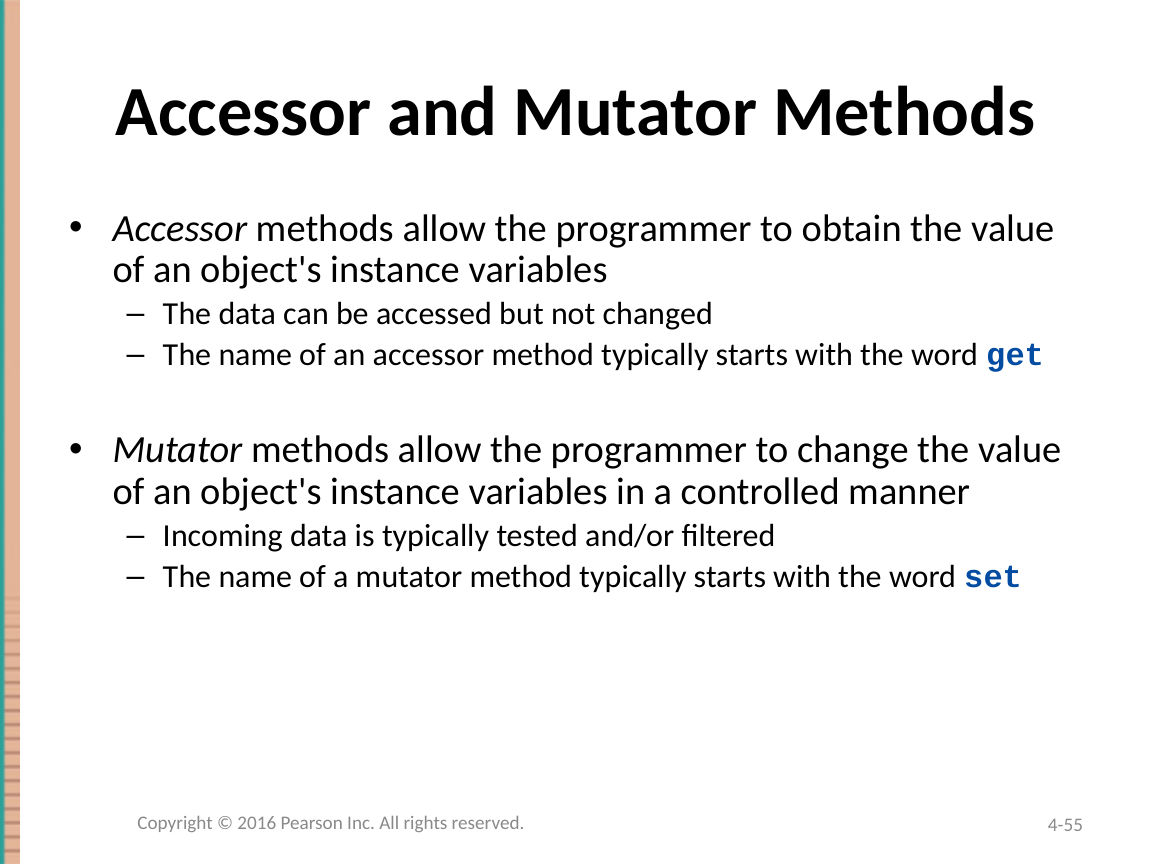 Accessor and Mutator Methods
• Accessor methods allow the programmer to obtain the value
of an object's instance variables
– The data can be accessed but not changed
– The name of an accessor method typically starts with the word get
• Mutator methods allow the programmer to change the value
of an object's instance variables in a controlled manner
– Incoming data is typically tested and/or filtered
– The name of a mutator method typically starts with the word set
Copyright © 2016 Pearson Inc. All rights reserved.
4-55